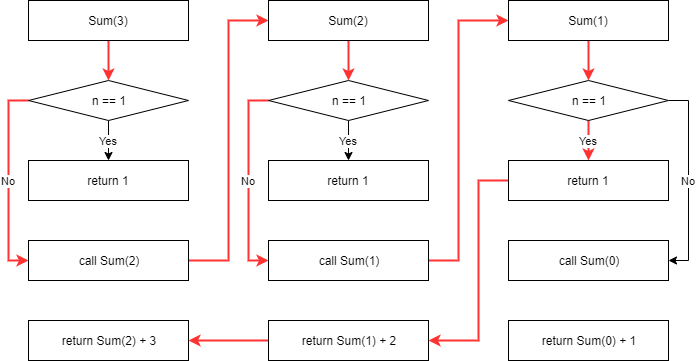 Sum(3)
Sum(2)
Sum(1)
n == 1
n == 1
n == 1
Yes
Yes
Yes
No
return 1
No
return 1
return 1
No
call Sum(2)
call Sum(1)
call Sum(0)
return Sum(2) + 3
return Sum(1) + 2
return Sum(0) + 1